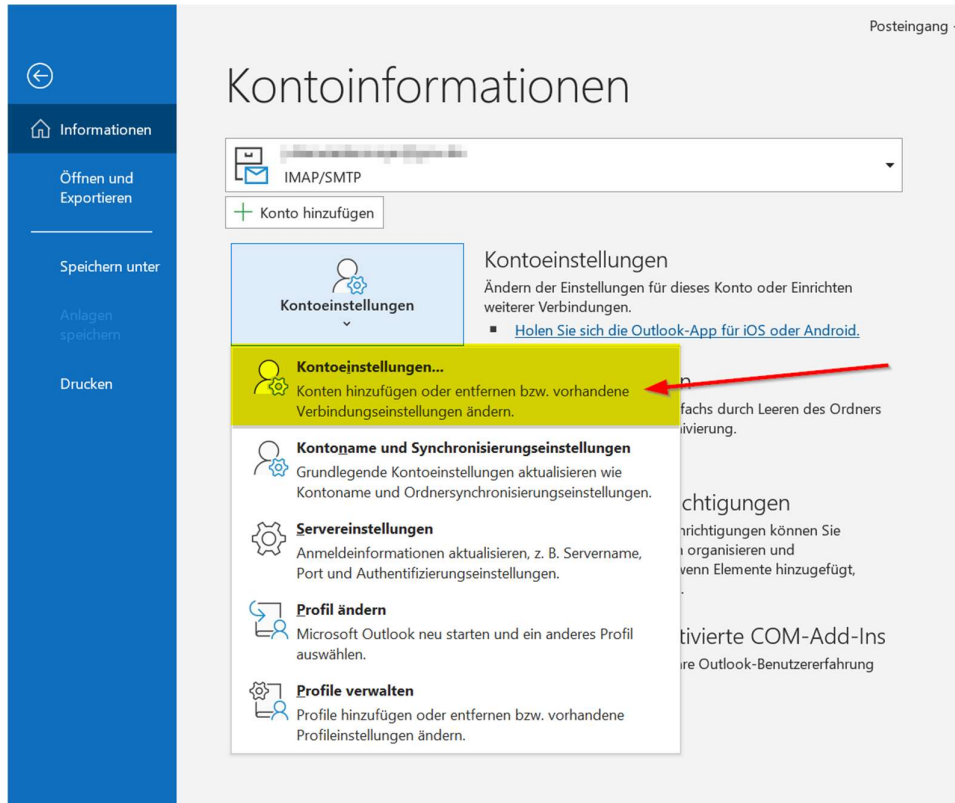 Posteingang
Kontoinformationen
Informationen
Öffnen und
Exportieren
Speichern unter
Anlagen
speichern
Drucken
IMAP/SMTP
Konto hinzufügen
Kontoeinstellungen
Kontoeinstellungen
Ändern der Einstellungen für dieses Konto oder Einrichten
weiterer Verbindungen.
Holen Sie sich die Outlook-App für iOS oder Android.
Kontoeinstellungen...
Konten hinzufügen oder entfernen bzw. vorhandene
Verbindungseinstellungen ändern.
Kontoname und Synchronisierungseinstellungen
Grundlegende Kontoeinstellungen aktualisieren wie
Kontoname und Ordnersynchronisierungseinstellungen.
Servereinstellungen
Anmeldeinformationen aktualisieren, z. B. Servername,
Port und Authentifizierungseinstellungen.
Profil ändern
Microsoft Outlook neu starten und ein anderes Profil
auswählen.
Profile verwalten
Profile hinzufügen oder entfernen bzw. vorhandene
Profileinstellungen ändern.
n
fachs durch Leeren des Ordners
ivierung.
chtigungen
hrichtigungen können Sie
organisieren und
wenn Elemente hinzugefügt,
.
tivierte COM-Add-Ins
re Outlook-Benutzererfahrung